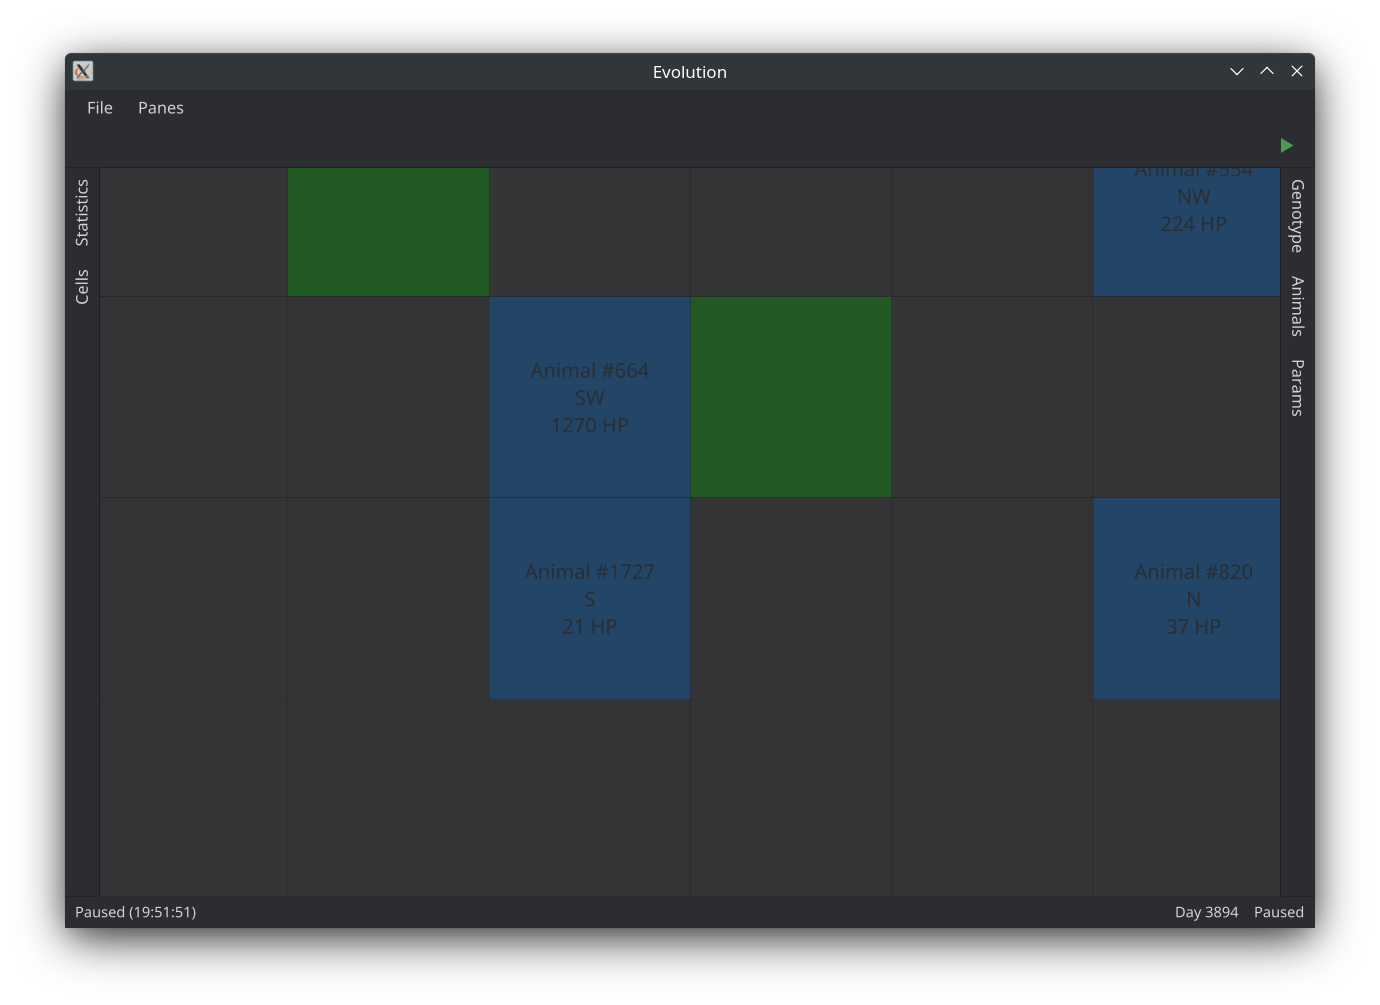 Evolution
File Panes
Statistics
Cells
Animal #554
NW
224 HP
Animal #664
SW
1270 HP
Animal #1727
S
21 HP
Animal #820
N
37 HP
Genotype
Animals
Params
Paused (19:51:51)
Day 3894 Paused